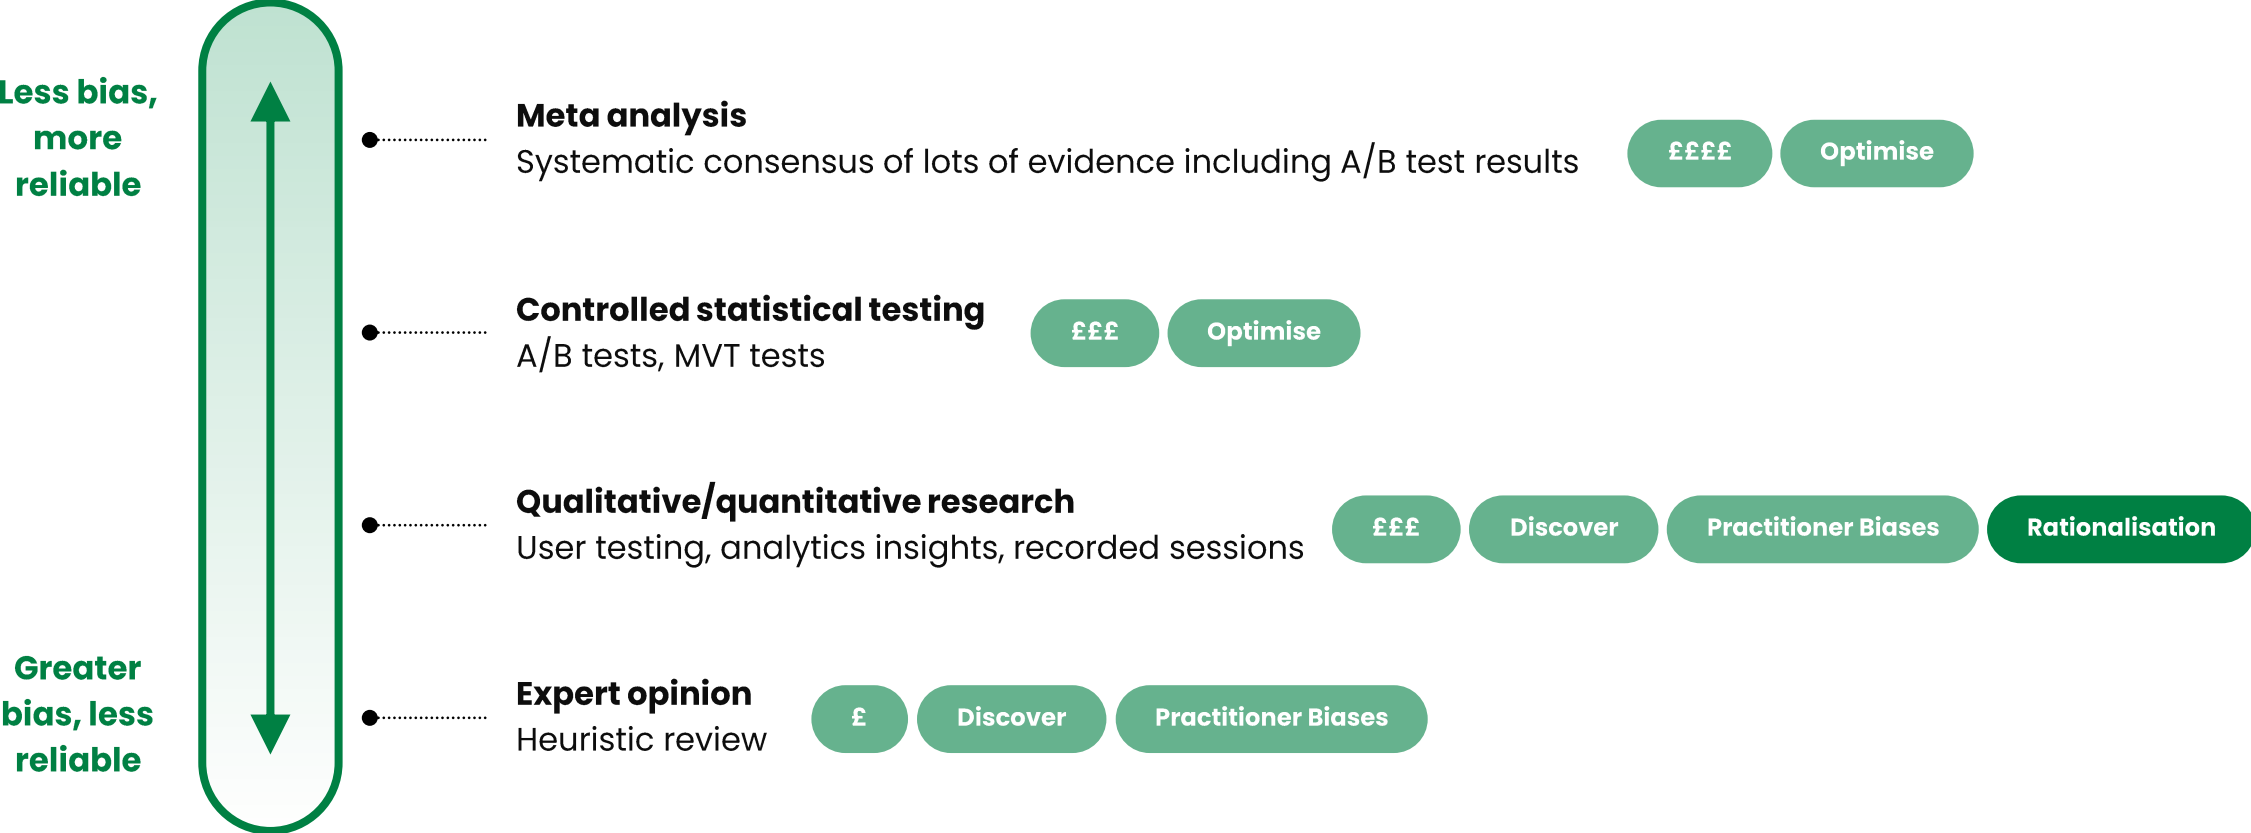 Less bias,
more
reliable
Meta analysis
Systematic consensus of lots of evidence including A/B test results
££££
Optimise
Controlled statistical testing
A/B tests, MVT tests
£££
Optimise
Qualitative/quantitative research
User testing, analytics insights, recorded sessions
£££
Discover
Practitioner Biases
Rationalisation
Greater
bias, less
reliable
Expert opinion
Heuristic review
£
Discover
Practitioner Biases